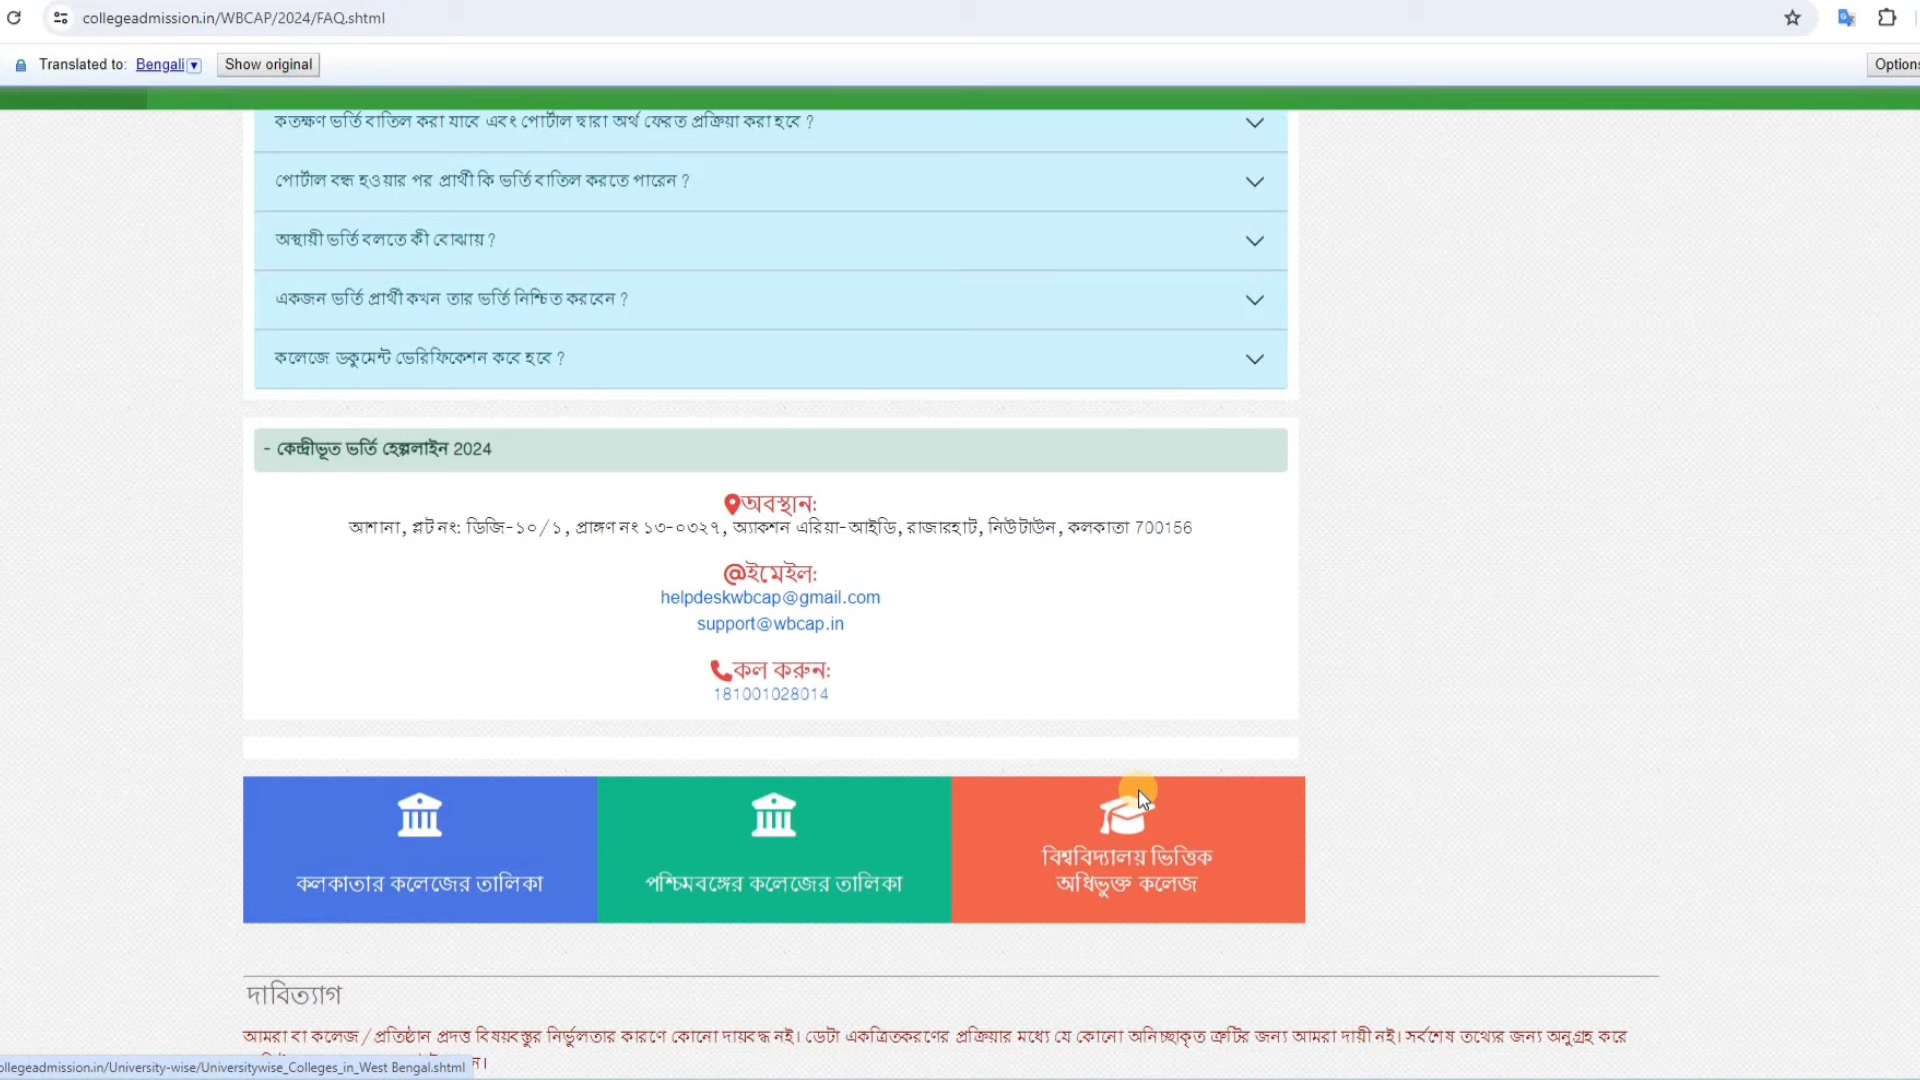 collegeadmission.in/WBCAP/2024/FAQ.shtml
Translated to: Bengali Show original Options
কতক্ষণ ভর্তি বাতিল করা যাবে এবং পোর্টাল দ্বারা অর্থ ফেরত প্রক্রিয়া করা হবে ?
পোর্টাল বন্ধ হওয়ার পর প্রার্থী কি ভর্তি বাতিল করতে পারেন ?
অস্থায়ী ভর্তি বলতে কী বোঝায় ?
একজন ভর্তি প্রার্থী কখন তার ভর্তি নিশ্চিত করবেন ?
কলেজে ডকুমেন্ট ভেরিফিকেশন কবে হবে ?
- কেন্দ্রীভূত ভর্তি হেল্পলাইন 2024
অবস্থান:
আশানা, প্লট নং: ডিজি-১০/১, প্রাঙ্গণ নং ১৩-০৩২৭, অ্যাকশন এরিয়া-আইডি, রাজারহাট, নিউটাউন, কলকাতা 700156
@ইমেইল:
helpdeskwbcap@gmail.com
support@wbcap.in
কল করুন:
181001028014
কলকাতার কলেজের তালিকা
পশ্চিমবঙ্গের কলেজের তালিকা
বিশ্ববিদ্যালয় ভিত্তিক
অধিভুক্ত কলেজ
দাবিত্যাগ
আমরা বা কলেজ / প্রতিষ্ঠান প্রদত্ত বিষয়বস্তুর নির্ভুলতার কারণে কোনো দায়বদ্ধ নই। ডেটা একত্রিতকরণের প্রক্রিয়ার মধ্যে যে কোনো অনিচ্ছাকৃত ত্রুটির জন্য আমরা দায়ী নই। সর্বশেষ তথ্যের জন্য অনুগ্রহ করে
ollegeadmission.in/University-wise/Universitywise_Colleges_in_West Bengal.shtml